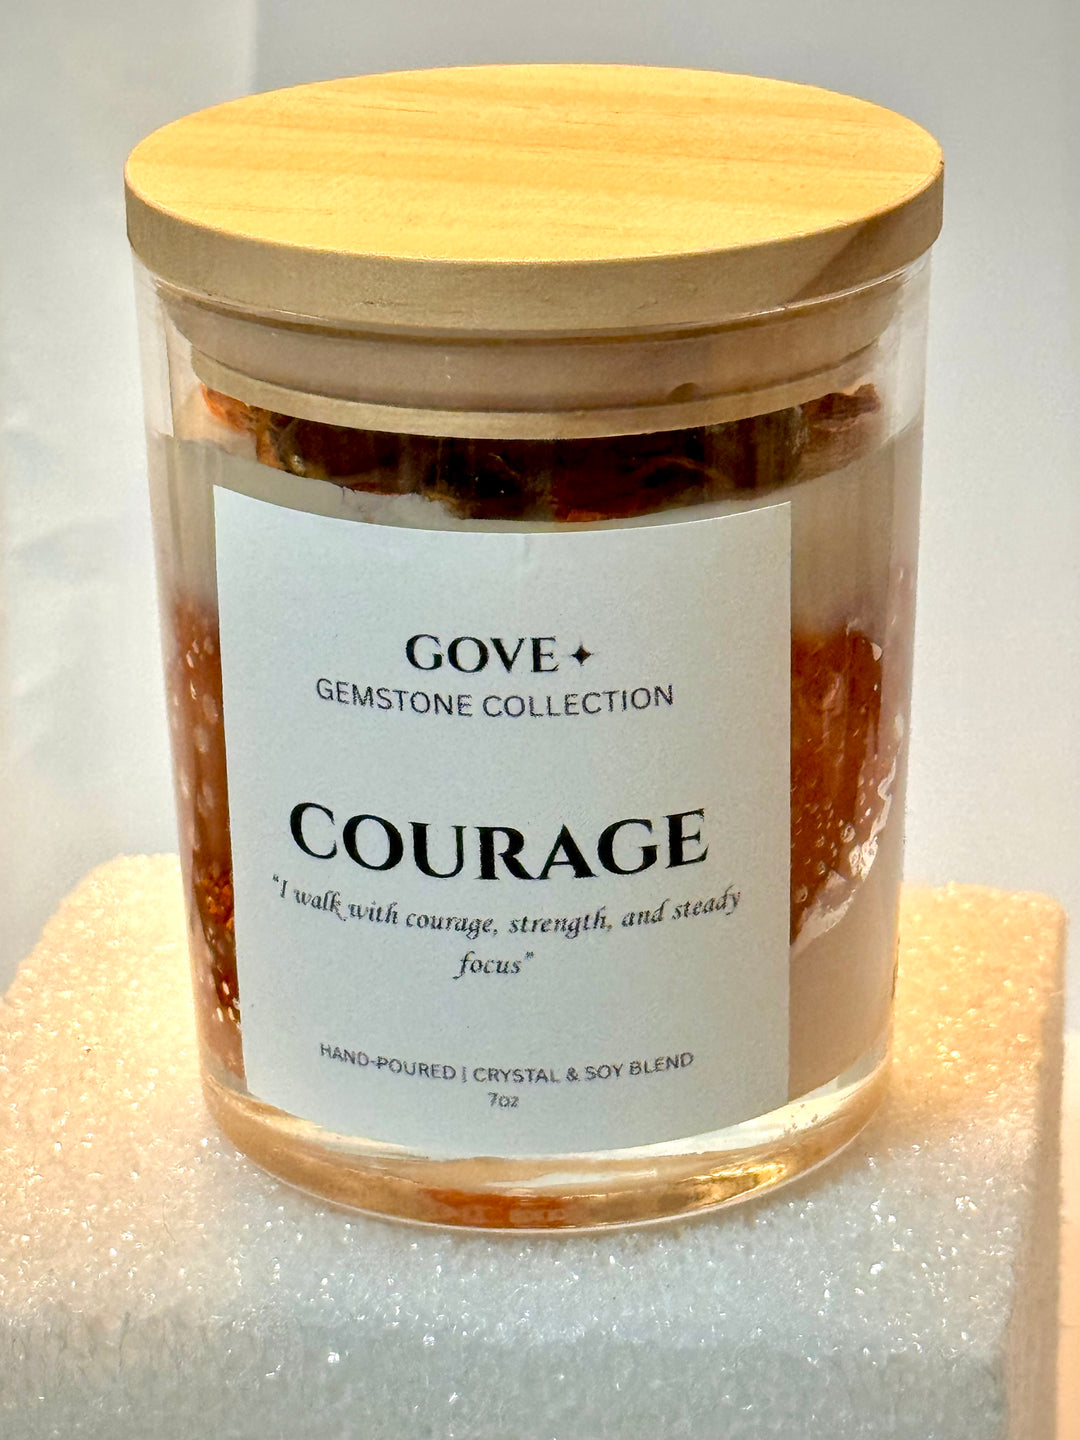 GOVE ✦
GEMSTONE COLLECTION
COURAGE
"I walk with courage, strength, and steady
focus"
HAND-POURED | CRYSTAL & SOY BLEND
7oz